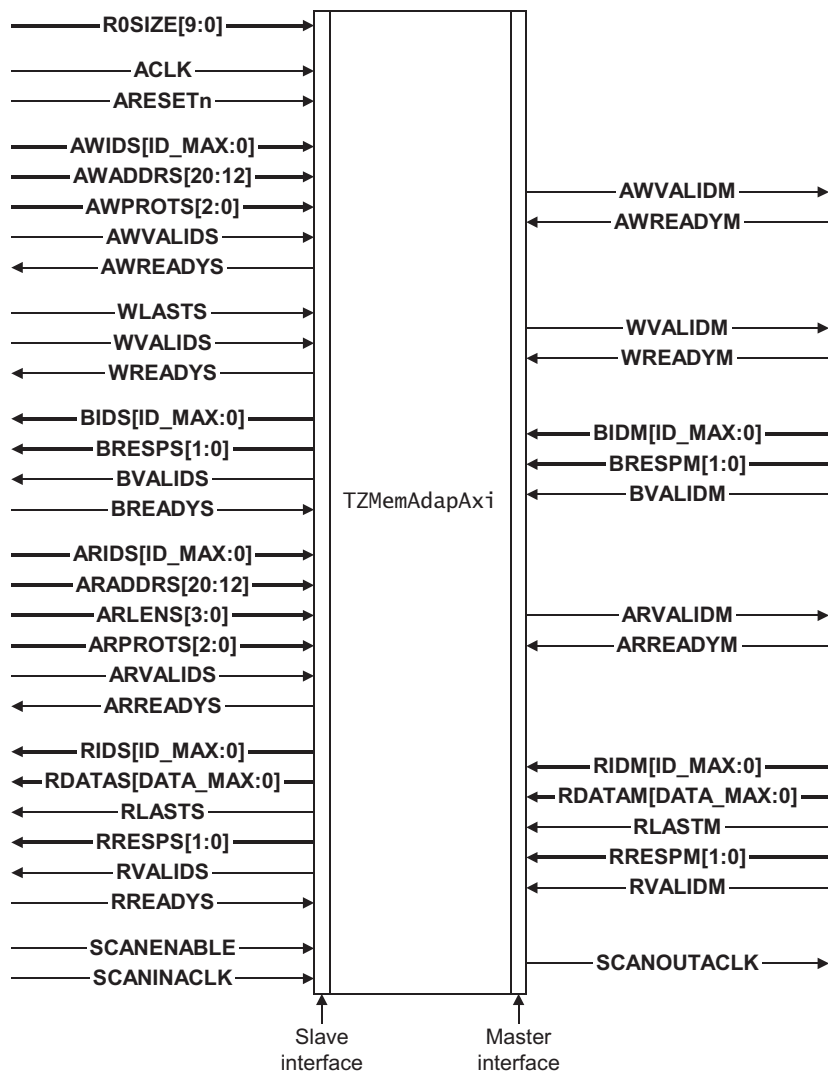 R0SIZE[9:0]
ACLK
ARESETn
AWIDS[ID_MAX:0]
AWADDRS[20:12]
AWPROTS[2:0]
AWVALIDS
AWREADYS
WLASTS
WVALIDS
WREADYS
BIDS[ID_MAX:0]
BRESPS[1:0]
BVALIDS
BREADYS
ARIDS[ID_MAX:0]
ARADDRS[20:12]
ARLENS[3:0]
ARPROTS[2:0]
ARVALIDS
ARREADYS
RIDS[ID_MAX:0]
RDATAS[DATA_MAX:0]
RLASTS
RRESPS[1:0]
RVALIDS
RREADYS
SCANENABLE
SCANINACLK
TZMemAdapAxi
AWVALIDM
AWREADYM
WVALIDM
WREADYM
BIDM[ID_MAX:0]
BRESPM[1:0]
BVALIDM
ARVALIDM
ARREADYM
RIDM[ID_MAX:0]
RDATAM[DATA_MAX:0]
RLASTM
RRESPM[1:0]
RVALIDM
SCANOUTACLK
Slave
interface
Master
interface